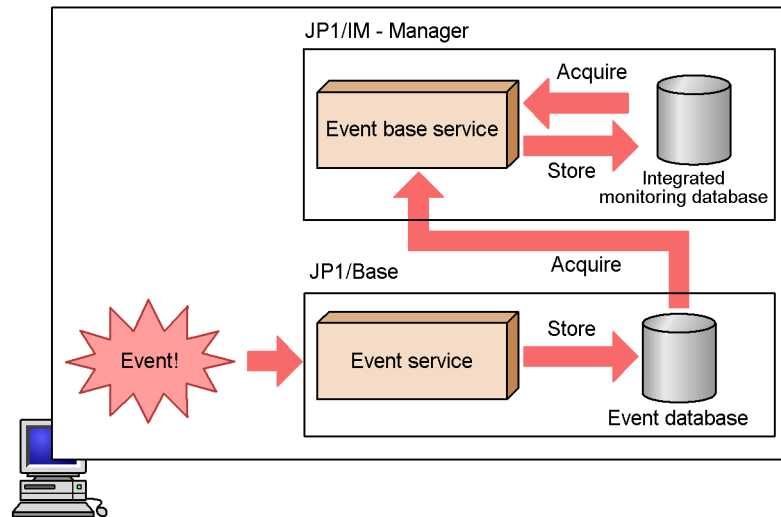 JP1/IM - Manager
Acquire
Event base service
Store
Integrated
monitoring database
Acquire
JP1/Base
Event!
Store
Event service
Event database